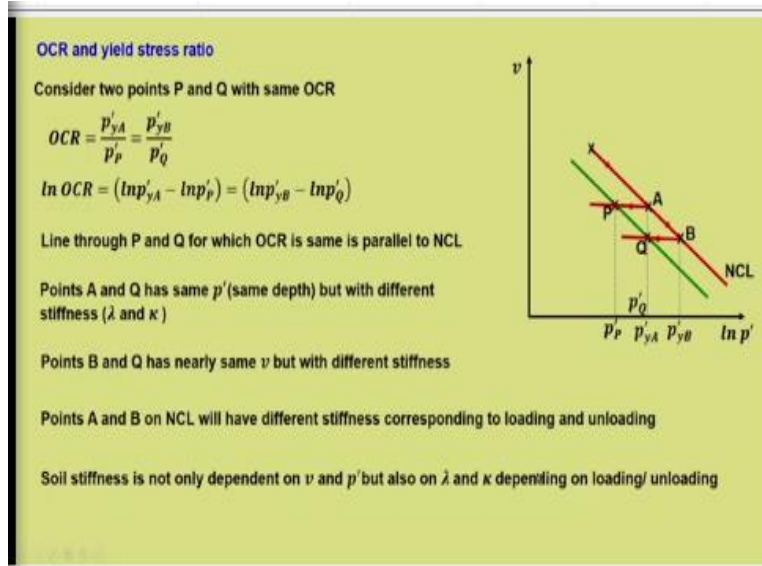 OCR and yield stress ratio
Consider two points P and Q with same OCR
OCR = p'yA / p'P = p'yB / p'Q
ln OCR = (lnp'yA − lnp'P) = (lnp'yB − lnp'Q)
Line through P and Q for which OCR is same is parallel to NCL
Points A and Q has same p'(same depth) but with different
stiffness (λ and κ )
Points B and Q has nearly same v but with different stiffness
Points A and B on NCL will have different stiffness corresponding to loading and unloading
Soil stiffness is not only dependent on v and p'but also on λ and κ depending on loading/ unloading
v
A
P
B
Q
NCL
p'Q
p'P p'yA p'yB ln p'